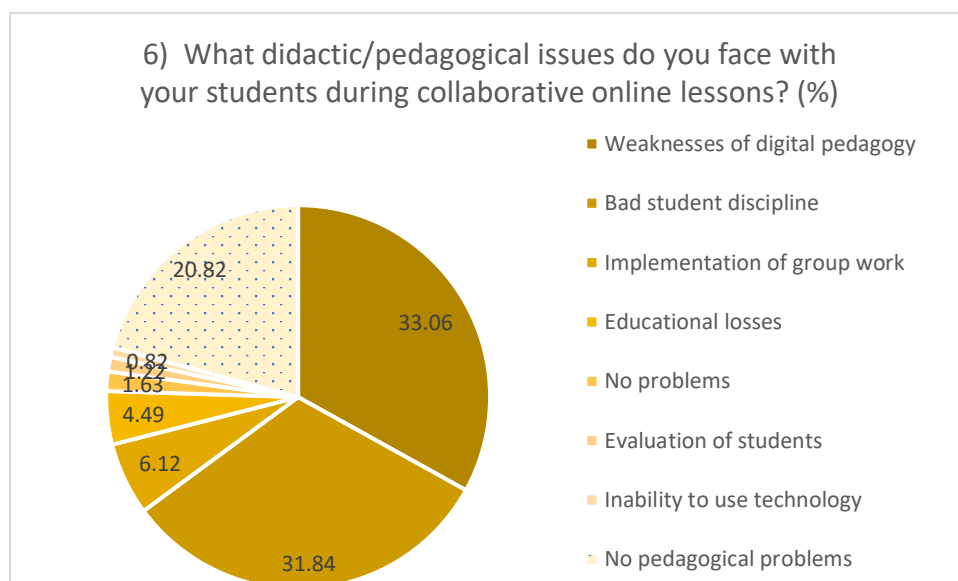 6) What didactic/pedagogical issues do you face with
your students during collaborative online lessons? (%)
Weaknesses of digital pedagogy
Bad student discipline
Implementation of group work
Educational losses
No problems
Evaluation of students
Inability to use technology
No pedagogical problems
20.82
33.06
0.82
1.22
1.63
4.49
6.12
31.84